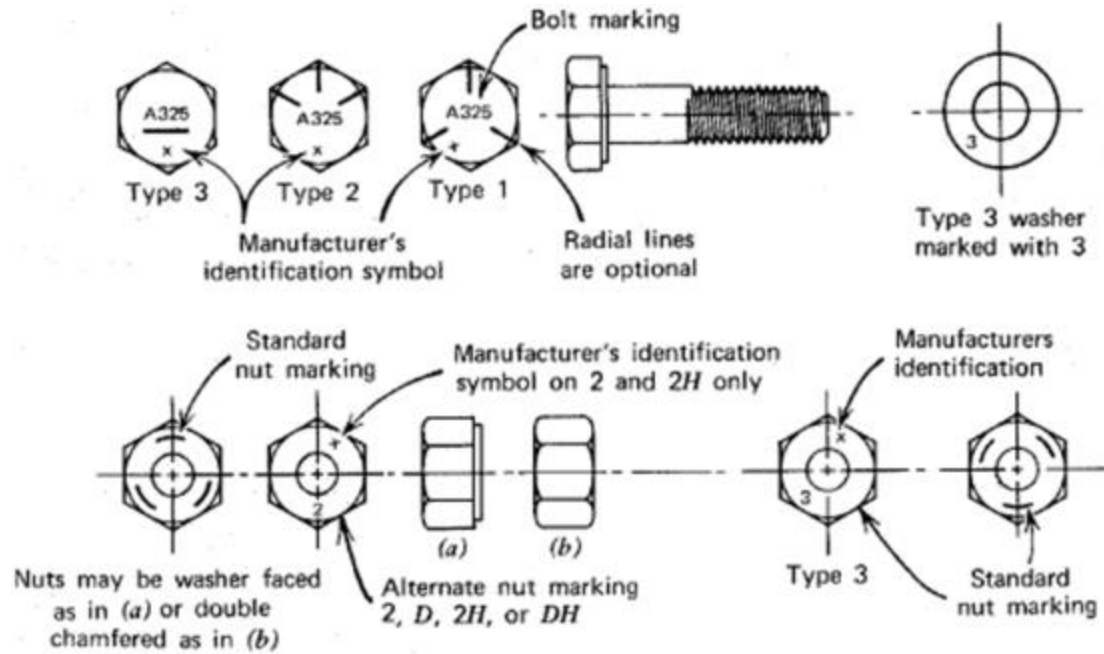 Bolt marking
A325
x
Type 3
A325
x
Type 2
A325
x
Type 1
Manufacturer's
identification symbol
Radial lines
are optional
3
Type 3 washer
marked with 3
Standard
nut marking
Manufacturer's identification
symbol on 2 and 2H only
Manufacturers
identification
x
2
(a)
(b)
x
3
Type 3
Nuts may be washer faced
as in (a) or double
chamfered as in (b)
Alternate nut marking
2, D, 2H, or DH
Standard
nut marking